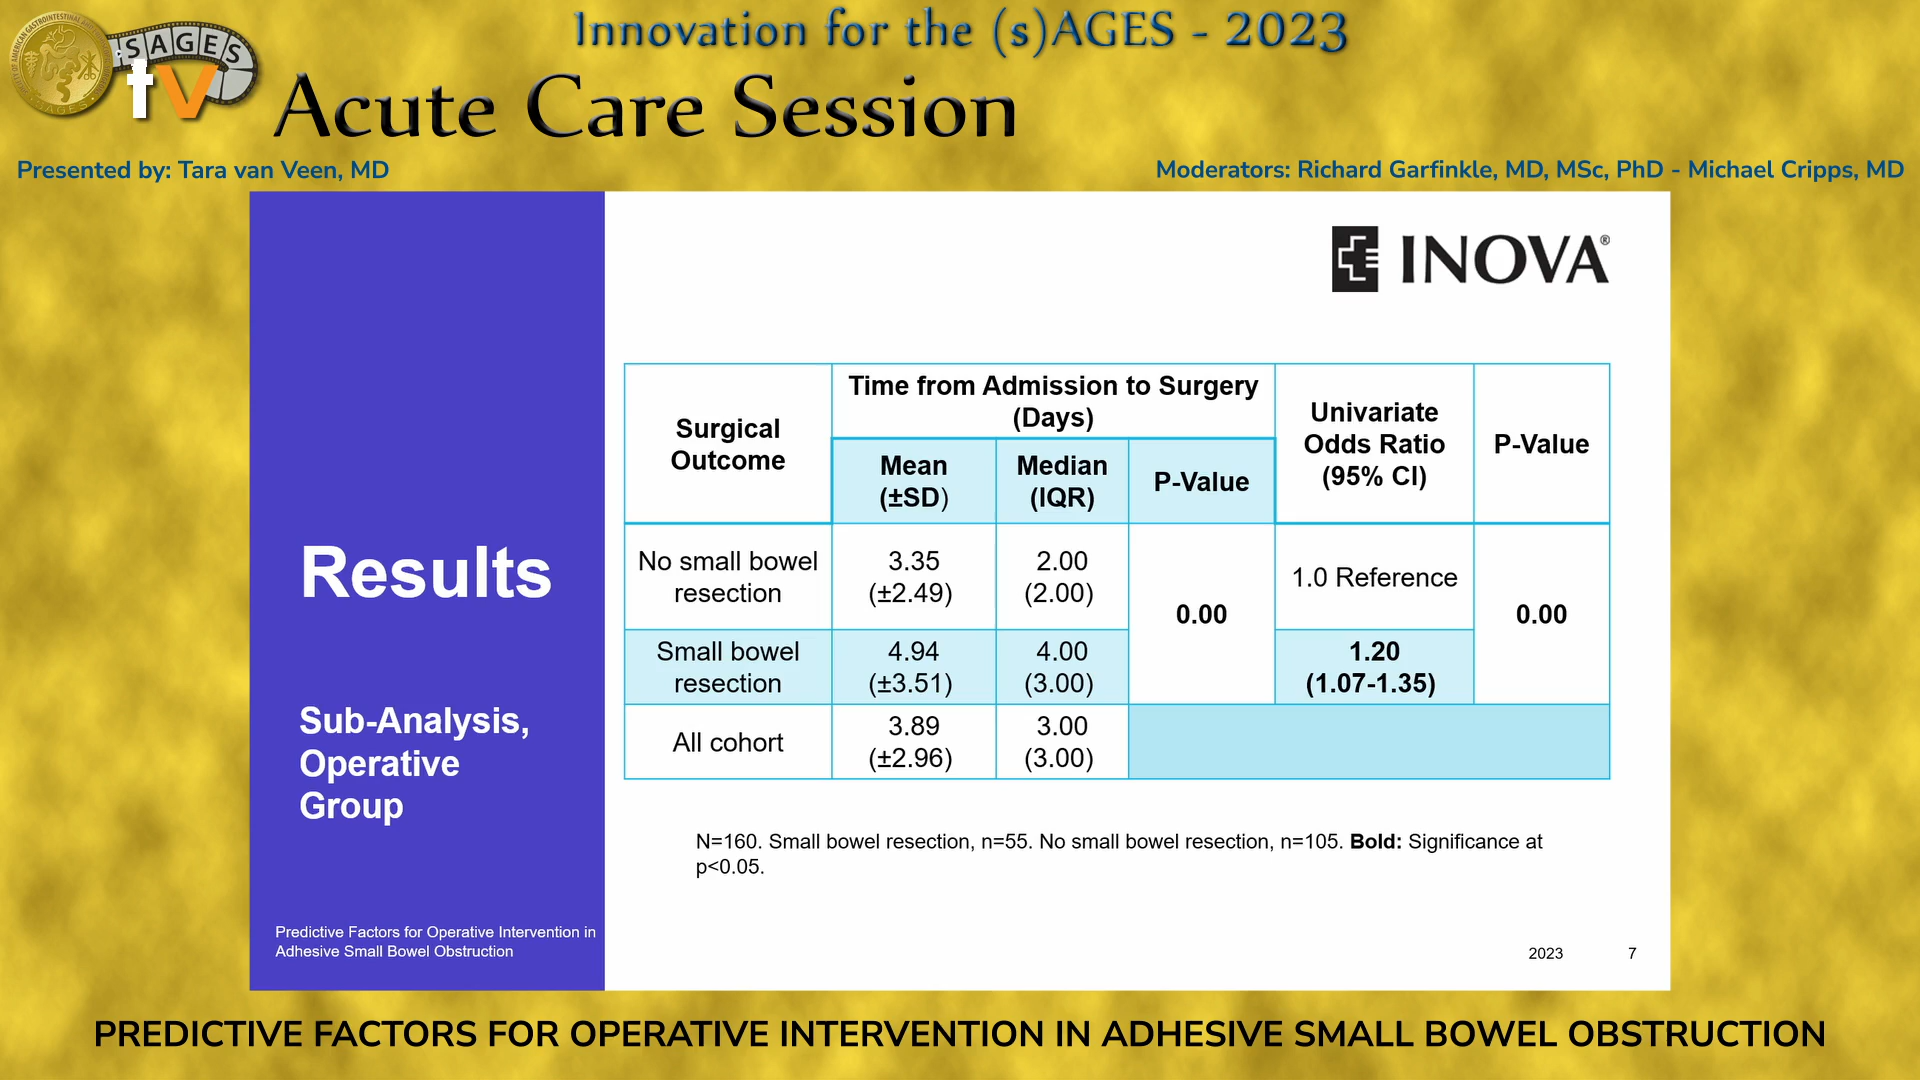 Innovation for the (s)AGES - 2023
SAGES
tv
Acute Care Session
Presented by: Tara van Veen, MD
Moderators: Richard Garfinkle, MD, MSc, PhD - Michael Cripps, MD
INOVA®
Results
Sub-Analysis,
Operative
Group
Surgical
Outcome
Time from Admission to Surgery
(Days)
Univariate
Odds Ratio
(95% CI)
P-Value
Mean
(±SD)
Median
(IQR)
P-Value
No small bowel
resection
3.35
(±2.49)
2.00
(2.00)
0.00
1.0 Reference
0.00
Small bowel
resection
4.94
(±3.51)
4.00
(3.00)
1.20
(1.07-1.35)
All cohort
3.89
(±2.96)
3.00
(3.00)
N=160. Small bowel resection, n=55. No small bowel resection, n=105. Bold: Significance at
p<0.05.
Predictive Factors for Operative Intervention in
Adhesive Small Bowel Obstruction
2023
7
PREDICTIVE FACTORS FOR OPERATIVE INTERVENTION IN ADHESIVE SMALL BOWEL OBSTRUCTION